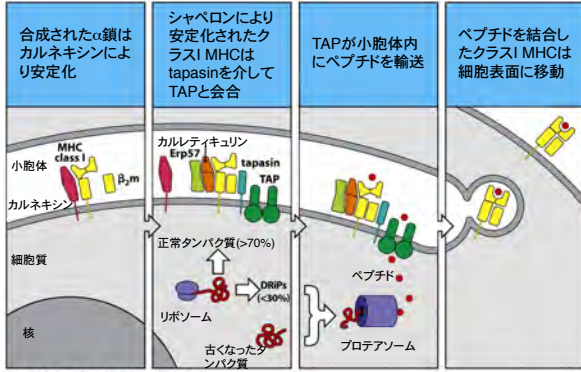 合成されたα鎖は
カルネキシンによ
り安定化
シャペロンにより
安定化されたク
ラスI MHCは
tapasinを介して
TAPと会合
TAPが小胞体内
にペプチドを輸送
ペプチドを結合し
たクラスI MHCは
細胞表面に移動
MHC
class I
小胞体
β₂m
カルネキシン
細胞質
核
カルレティキュリン
Erp57
tapasin
TAP
正常タンパク質(>70%)
DRiPs
(<30%)
リボソーム
古くなったタ
ンパク質
ペプチド
プロテアソーム